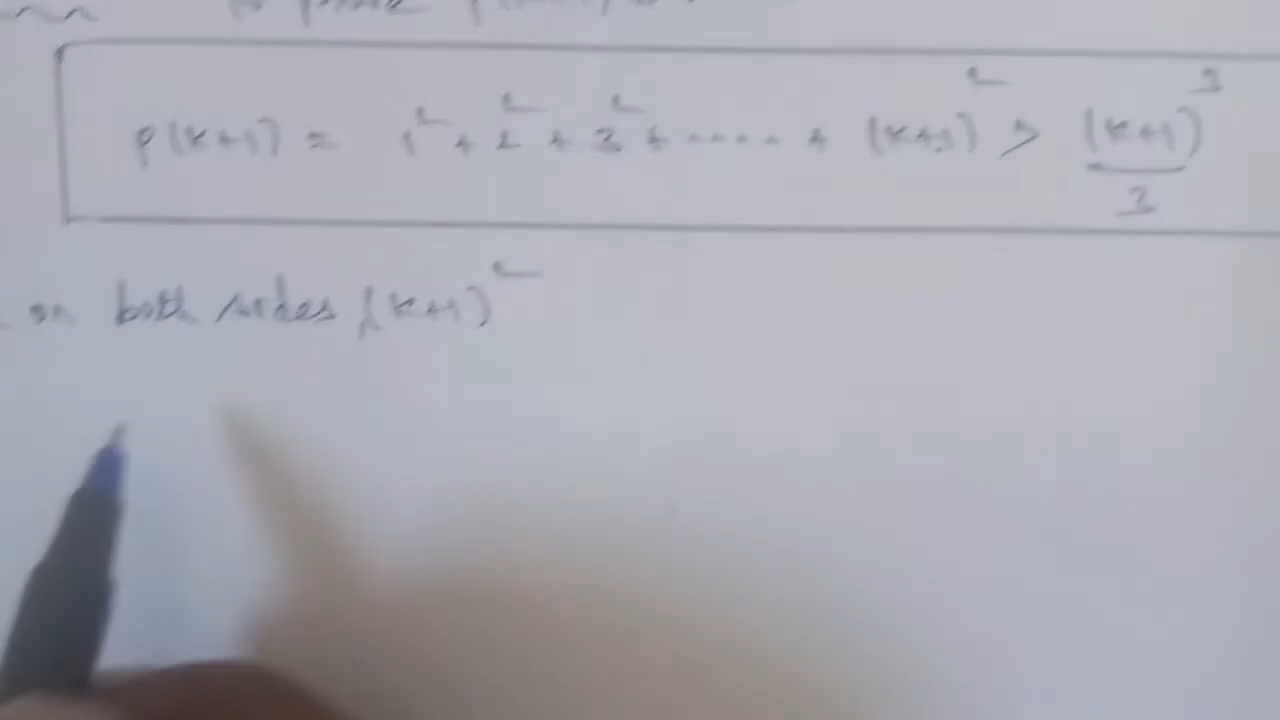 P(k+1) = 1² + 2² + 3² + ..... + (k+1)² > (k+1)³/3
on both sides (k+1)²